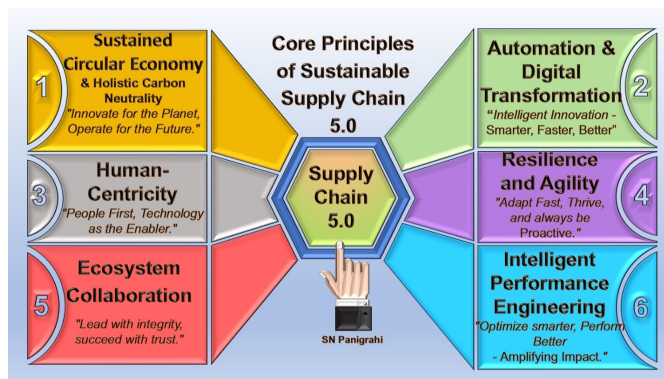 Core Principles
of Sustainable
Supply Chain
5.0
1
Sustained
Circular Economy
& Holistic Carbon
Neutrality
"Innovate for the Planet,
Operate for the Future."
2
Automation &
Digital
Transformation
“Intelligent Innovation -
Smarter, Faster, Better”
3
Human-
Centricity
"People First, Technology
as the Enabler."
4
Resilience
and Agility
"Adapt Fast, Thrive,
and always be
Proactive."
5
Ecosystem
Collaboration
"Lead with integrity,
succeed with trust."
6
Intelligent
Performance
Engineering
"Optimize smarter, Perform
Better
- Amplifying Impact."
Supply
Chain
5.0
SN Panigrahi